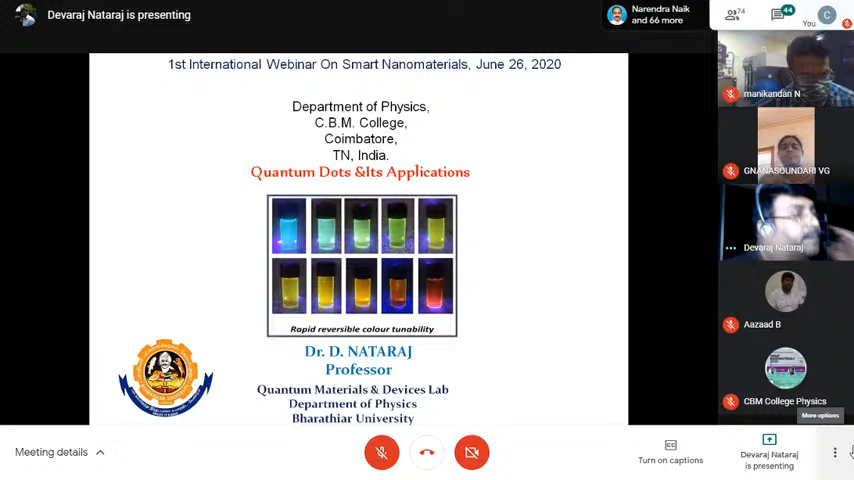 Devaraj Nataraj is presenting
Narendra Naik
and 66 more
74
44
You
C
1st International Webinar On Smart Nanomaterials, June 26, 2020
Department of Physics,
C.B.M. College,
Coimbatore,
TN, India.
Quantum Dots &Its Applications
Rapid reversible colour tunability
Dr. D. NATARAJ
Professor
Quantum Materials & Devices Lab
Department of Physics
Bharathiar University
manikandan N
GNANASOUNDARI VG
Devaraj Nataraj
Aazaad B
CBM College Physics
More options
Meeting details
CC
Turn on captions
Devaraj Nataraj
is presenting